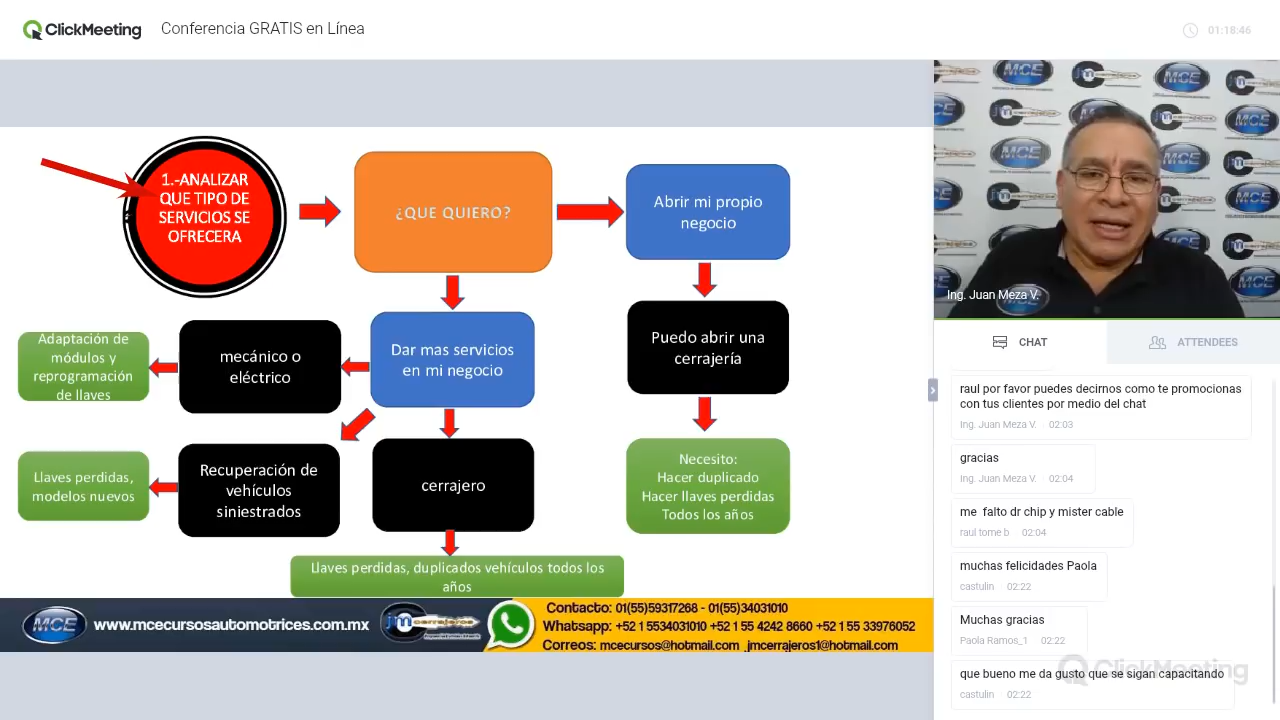 ClickMeeting
Conferencia GRATIS en Línea
01:18:46
1.-ANALIZAR
QUE TIPO DE
SERVICIOS SE
OFRECERA
¿QUE QUIERO?
Abrir mi propio
negocio
Adaptación de
módulos y
reprogramación
de llaves
mecánico o
eléctrico
Dar mas servicios
en mi negocio
Puedo abrir una
cerrajería
Llaves perdidas,
modelos nuevos
Recuperación de
vehículos
siniestrados
cerrajero
Necesito:
Hacer duplicado
Hacer llaves perdidas
Todos los años
Llaves perdidas, duplicados vehículos todos los
años
MCE
www.mcecursosautomotrices.com.mx
jm cerrajeros
Contacto: 01(55)59317268 - 01(55)34031010
Whatsapp: +52 1 5534031010 +52 1 55 4242 8660 +52 1 55 33976052
Correos: mcecursos@hotmail.com jmcerrajeros1@hotmail.com
MCE
Ing. Juan Meza V.
CHAT
ATTENDEES
raul por favor puedes decirnos como te promocionas
con tus clientes por medio del chat
Ing. Juan Meza V. · 02:03
gracias
Ing. Juan Meza V. · 02:04
me falto dr chip y mister cable
raul tome b · 02:04
muchas felicidades Paola
castulin · 02:22
Muchas gracias
Paola Ramos_1 · 02:22
que bueno me da gusto que se sigan capacitando
castulin · 02:22
ClickMeeting